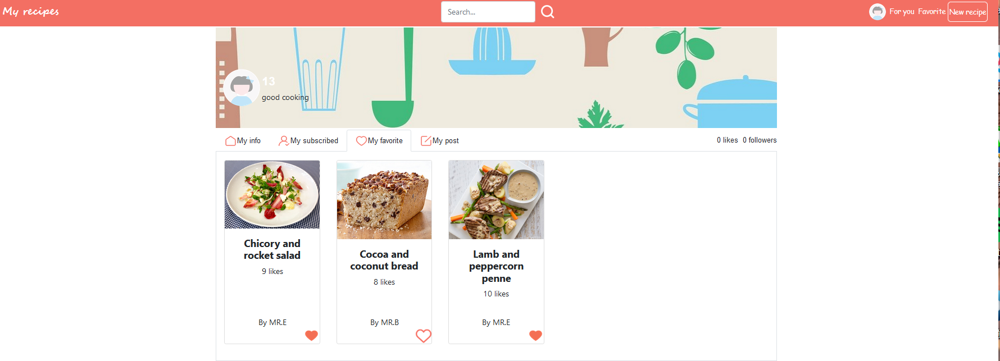 My recipes
Search...
For you Favorite New recipe
13
good cooking
My info My subscribed My favorite My post
0 likes 0 followers
Chicory and
rocket salad
9 likes
By MR.E
Cocoa and
coconut bread
8 likes
By MR.B
Lamb and
peppercorn
penne
10 likes
By MR.E